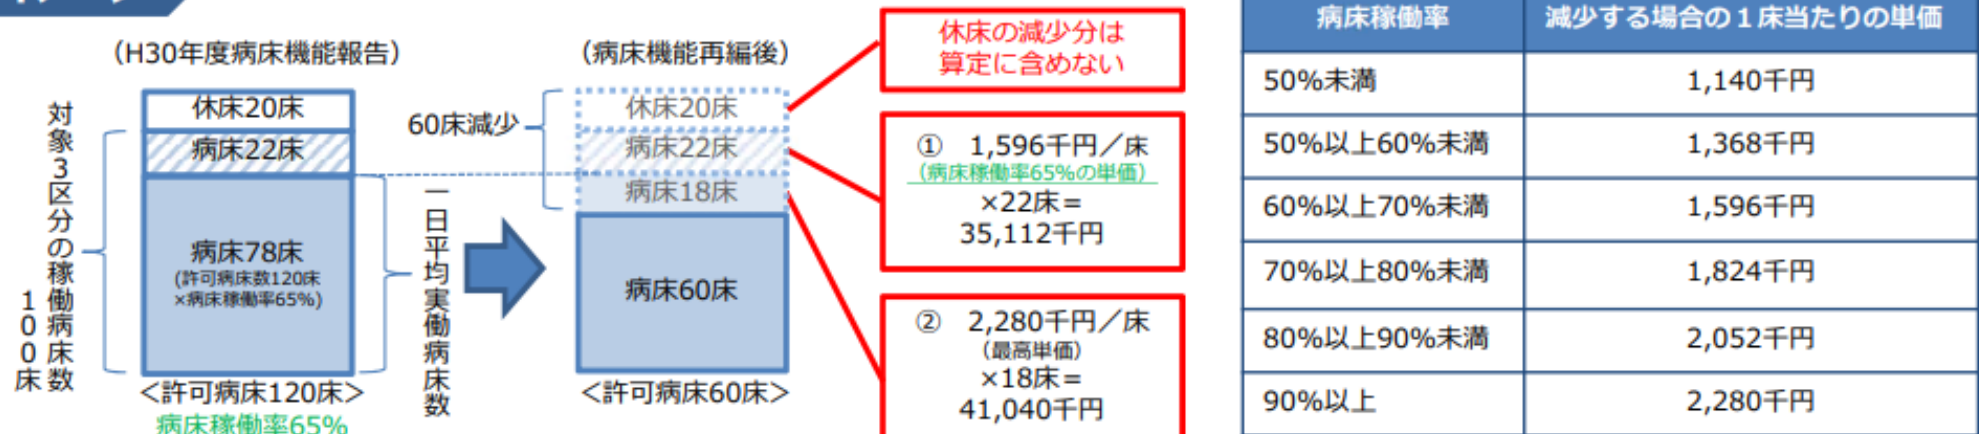 （H30年度病床機能報告）
対象3区分の稼働病床数
100床
休床20床
病床22床
病床78床
(許可病床数120床
×病床稼働率65%)
＜許可病床120床＞
病床稼働率65%
一日平均実働病床数
（病床機能再編後）
60床減少
休床20床
病床22床
病床18床
病床60床
＜許可病床60床＞
休床の減少分は
算定に含めない
① 1,596千円／床
（病床稼働率65%の単価）
×22床＝
35,112千円
② 2,280千円／床
（最高単価）
×18床＝
41,040千円
病床稼働率 減少する場合の１床当たりの単価
50%未満 1,140千円
50%以上60%未満 1,368千円
60%以上70%未満 1,596千円
70%以上80%未満 1,824千円
80%以上90%未満 2,052千円
90%以上 2,280千円